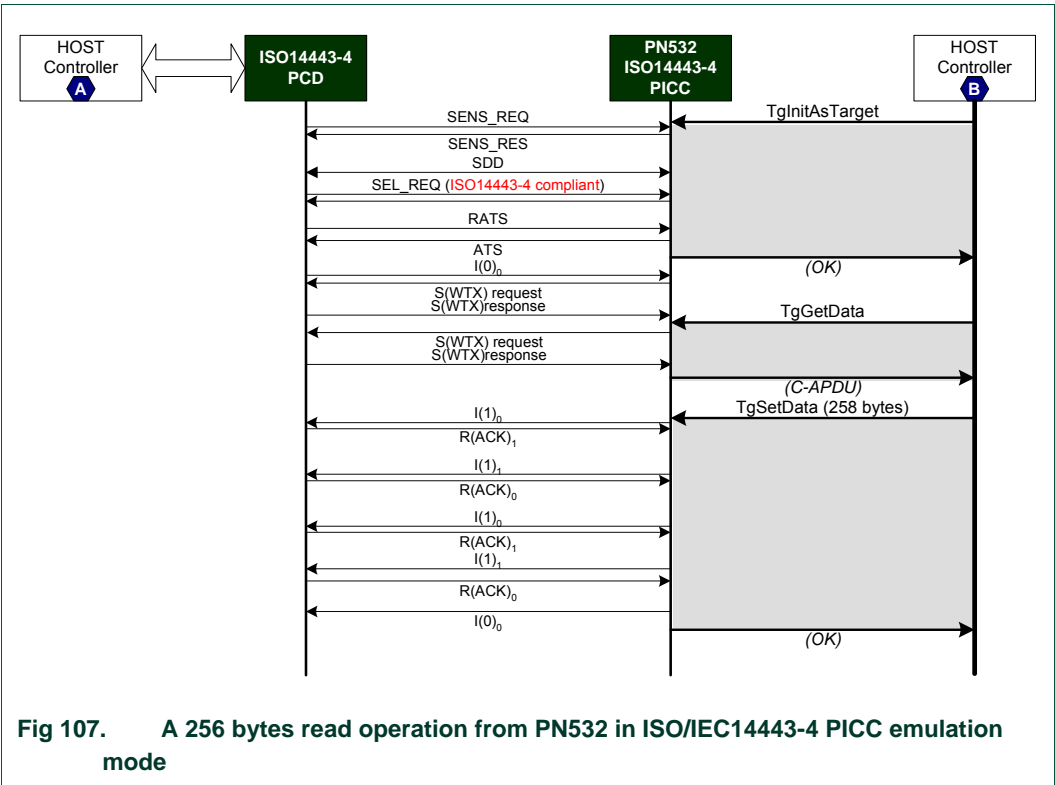 HOST
Controller
A
ISO14443-4
PCD
PN532
ISO14443-4
PICC
HOST
Controller
B
SENS_REQ
TgInitAsTarget
SENS_RES
SDD
SEL_REQ (ISO14443-4 compliant)
RATS
ATS
I(0)₀
(OK)
S(WTX) request
S(WTX)response
TgGetData
S(WTX) request
S(WTX)response
(C-APDU)
TgSetData (258 bytes)
I(1)₀
R(ACK)₁
I(1)₁
R(ACK)₀
I(1)₀
R(ACK)₁
I(1)₁
R(ACK)₀
I(0)₀
(OK)
Fig 107. A 256 bytes read operation from PN532 in ISO/IEC14443-4 PICC emulation
mode